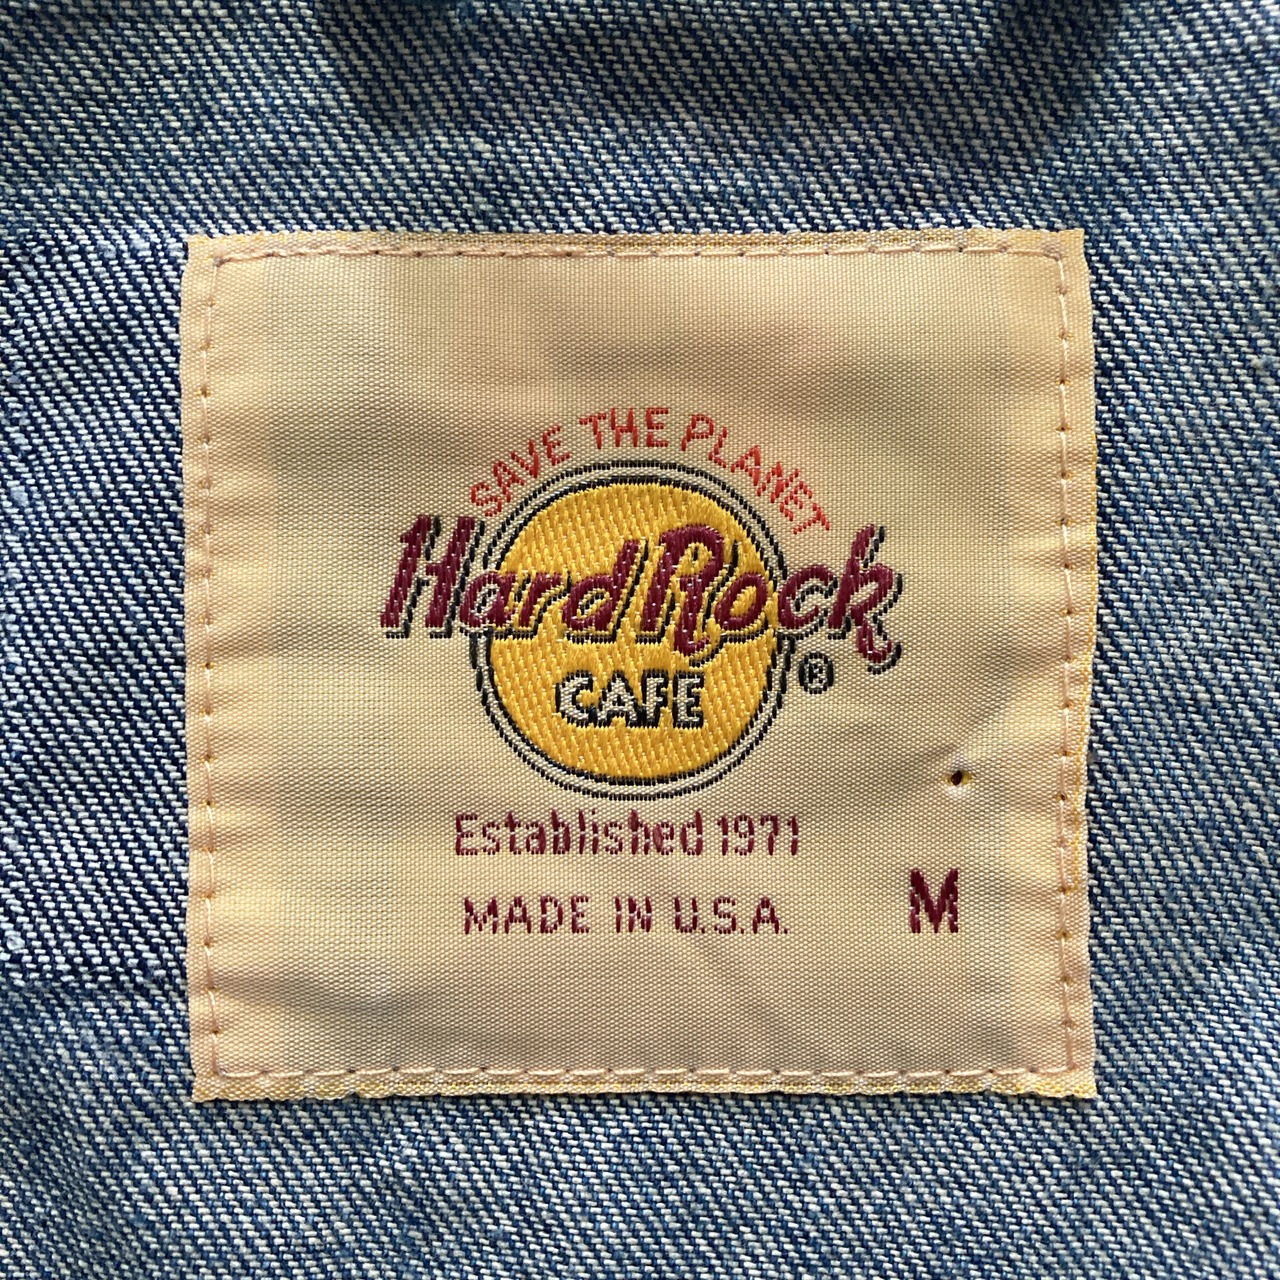 SAVE THE PLANET
Hard Rock
CAFE
®
Established 1971
MADE IN U.S.A.
M